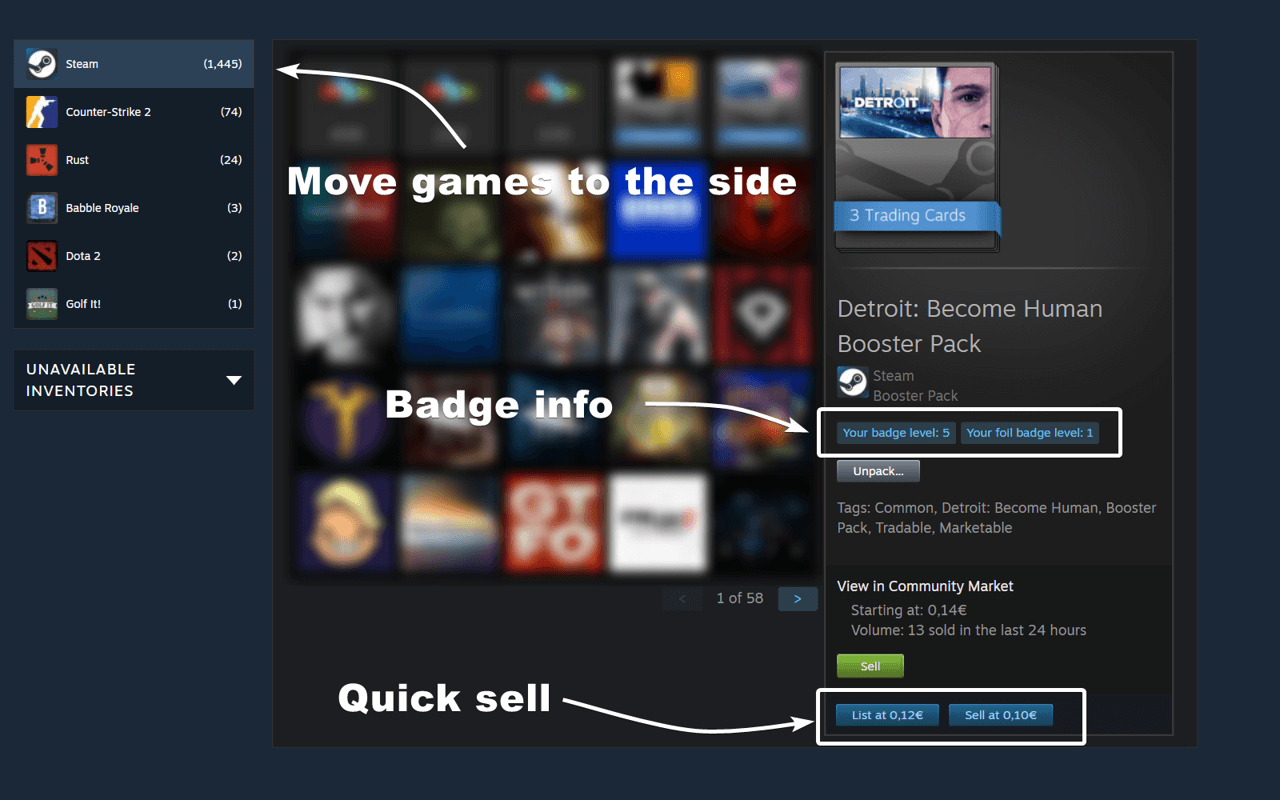 Steam (1,445)
Counter-Strike 2 (74)
Rust (24)
Babble Royale (3)
Dota 2 (2)
Golf It! (1)
UNAVAILABLE
INVENTORIES
Move games to the side
Badge info
Quick sell
GT
FO
< 1 of 58 >
DETROIT
BECOME HUMAN
3 Trading Cards
Detroit: Become Human
Booster Pack
Steam
Booster Pack
Your badge level: 5 Your foil badge level: 1
Unpack...
Tags: Common, Detroit: Become Human, Booster
Pack, Tradable, Marketable
View in Community Market
Starting at: 0,14€
Volume: 13 sold in the last 24 hours
Sell
List at 0,12€ Sell at 0,10€